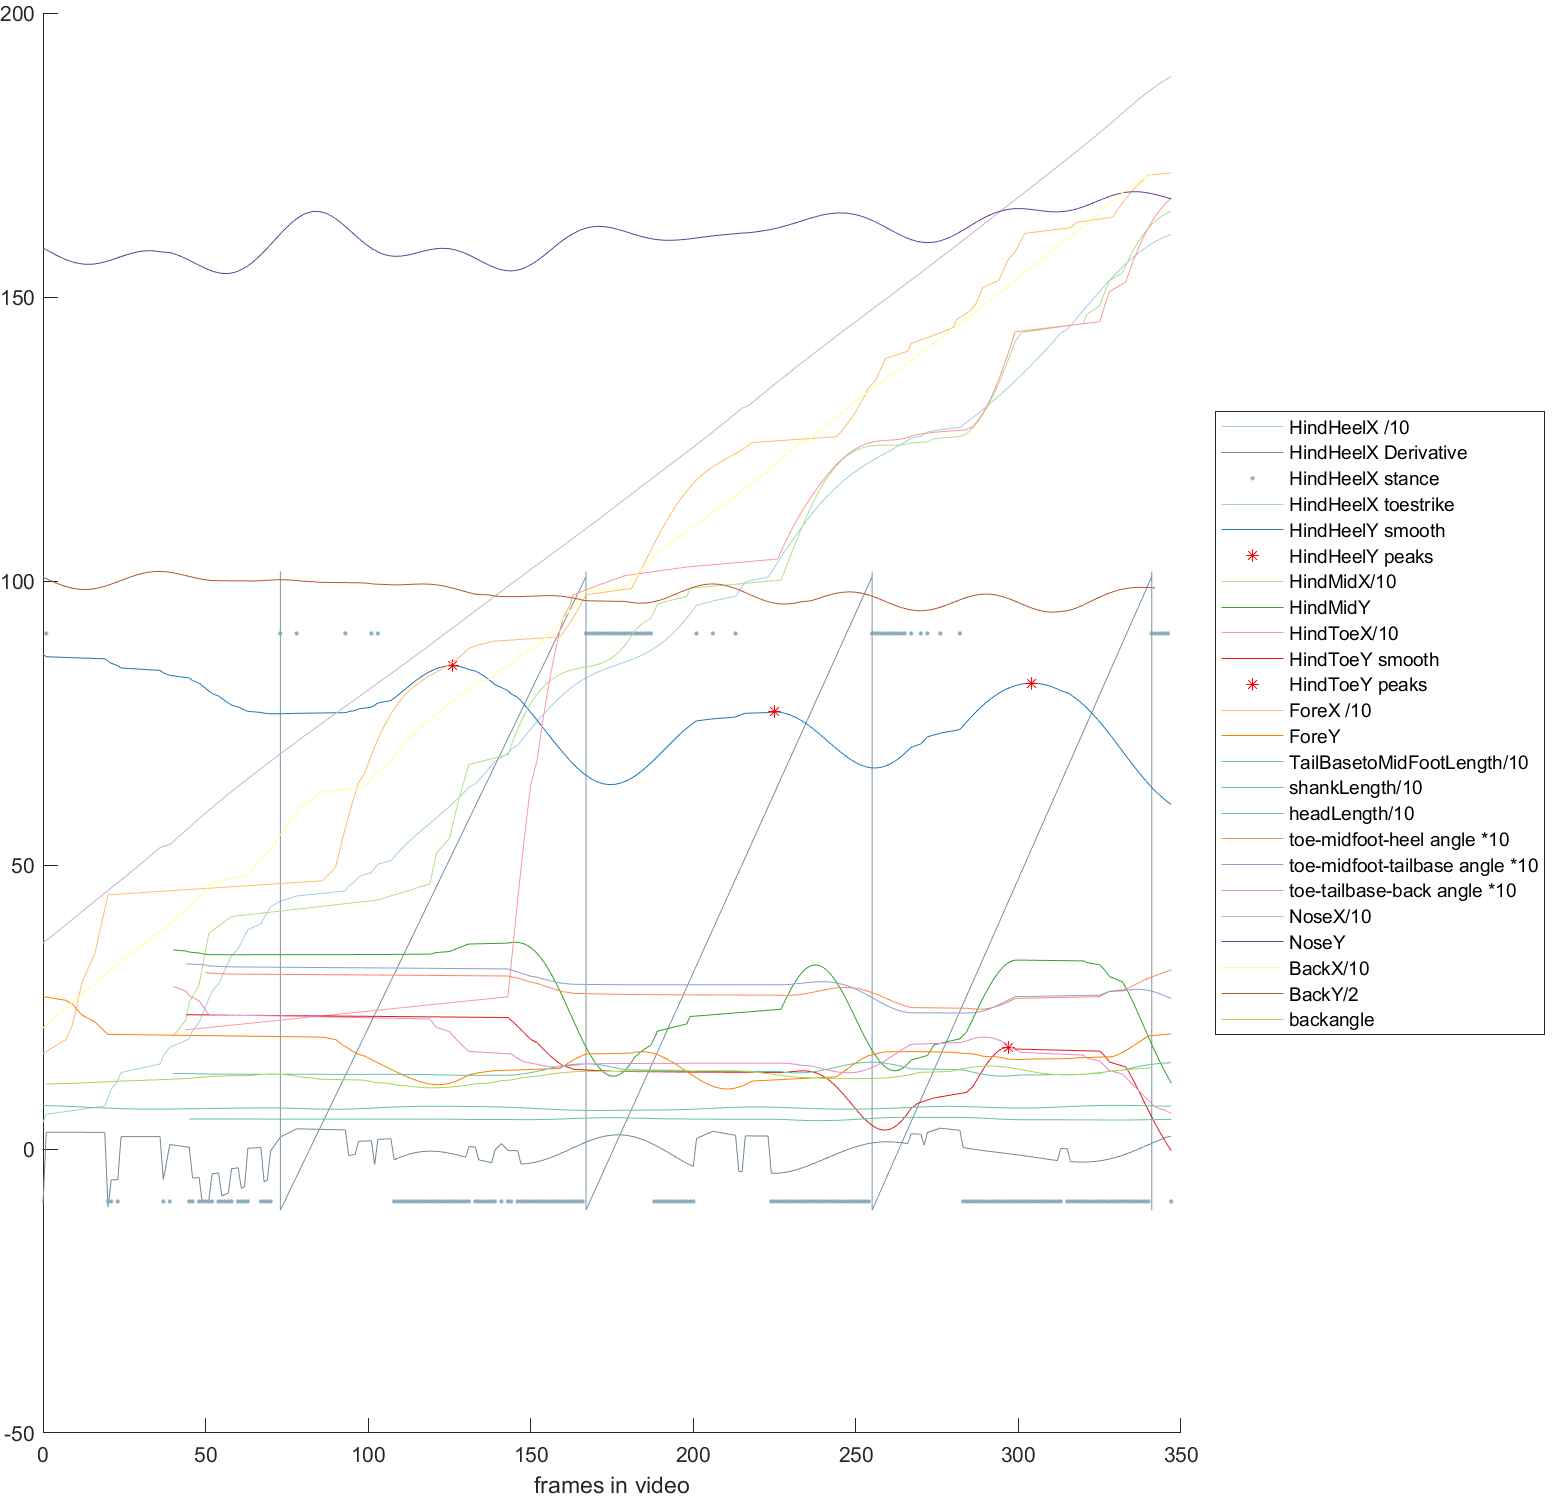 200
150
100
50
0
-50
0 50 100 150 200 250 300 350
frames in video
HindHeelX /10
HindHeelX Derivative
HindHeelX stance
HindHeelX toestrike
HindHeelY smooth
HindHeelY peaks
HindMidX/10
HindMidY
HindToeX/10
HindToeY smooth
HindToeY peaks
ForeX /10
ForeY
TailBasetoMidFootLength/10
shankLength/10
headLength/10
toe-midfoot-heel angle *10
toe-midfoot-tailbase angle *10
toe-tailbase-back angle *10
NoseX/10
NoseY
BackX/10
BackY/2
backangle